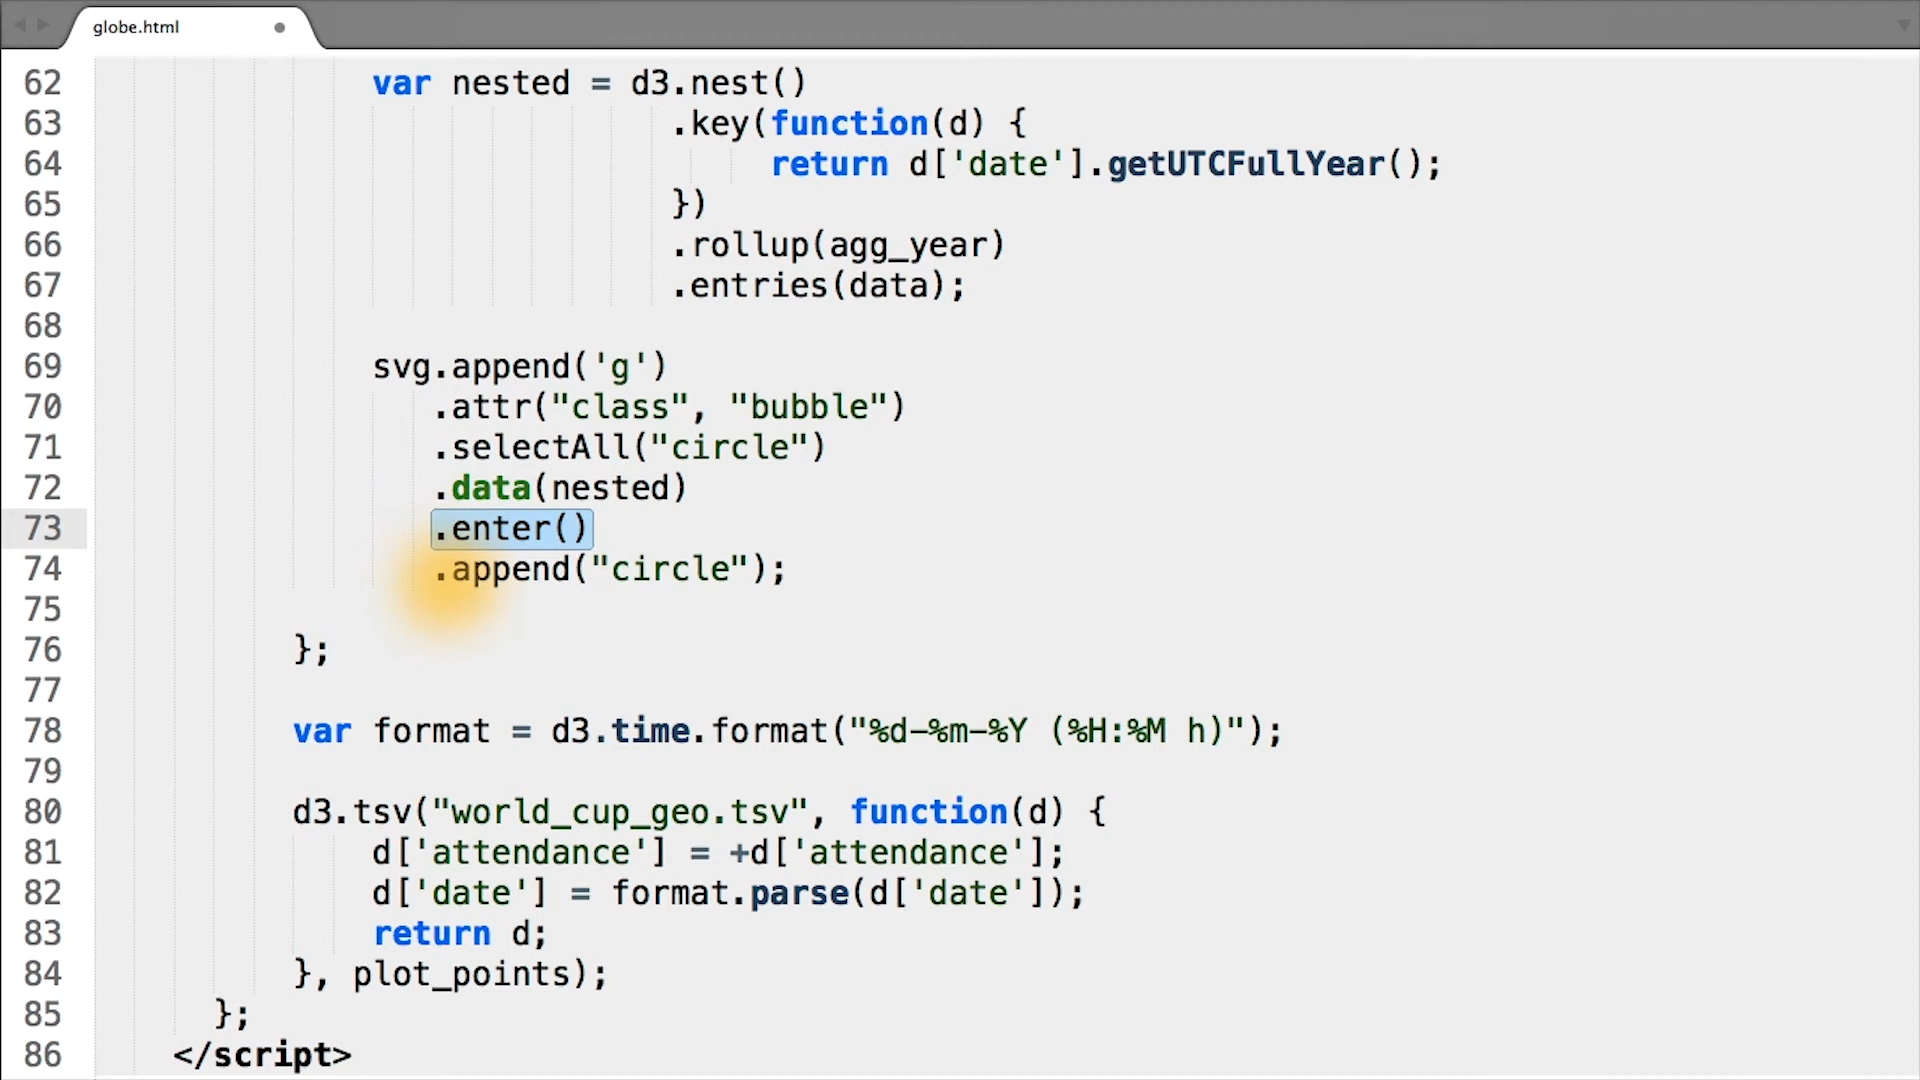 globe.html
62 var nested = d3.nest()
63 .key(function(d) {
64 return d['date'].getUTCFullYear();
65 })
66 .rollup(agg_year)
67 .entries(data);
68
69 svg.append('g')
70 .attr("class", "bubble")
71 .selectAll("circle")
72 .data(nested)
73 .enter()
74 .append("circle");
75
76 };
77
78 var format = d3.time.format("%d-%m-%Y (%H:%M h)");
79
80 d3.tsv("world_cup_geo.tsv", function(d) {
81 d['attendance'] = +d['attendance'];
82 d['date'] = format.parse(d['date']);
83 return d;
84 }, plot_points);
85 };
86 </script>